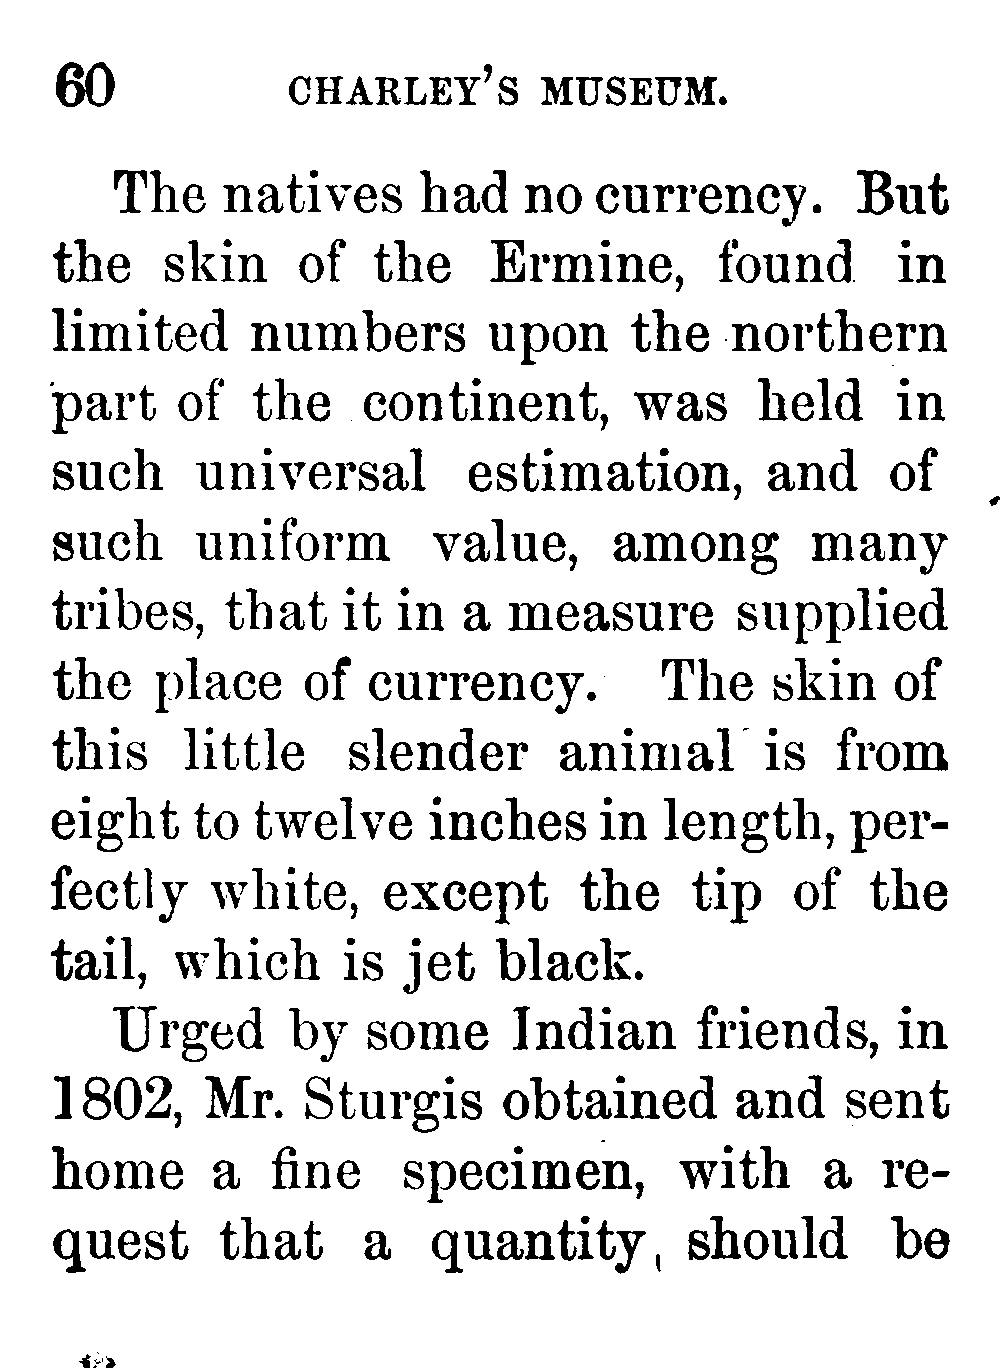 60 CHARLEY'S MUSEUM.
The natives had no currency. But
the skin of the Ermine, found in
limited numbers upon the northern
part of the continent, was held in
such universal estimation, and of
such uniform value, among many
tribes, that it in a measure supplied
the place of currency. The skin of
this little slender animal is from
eight to twelve inches in length, per-
fectly white, except the tip of the
tail, which is jet black.
Urged by some Indian friends, in
1802, Mr. Sturgis obtained and sent
home a fine specimen, with a re-
quest that a quantity should be